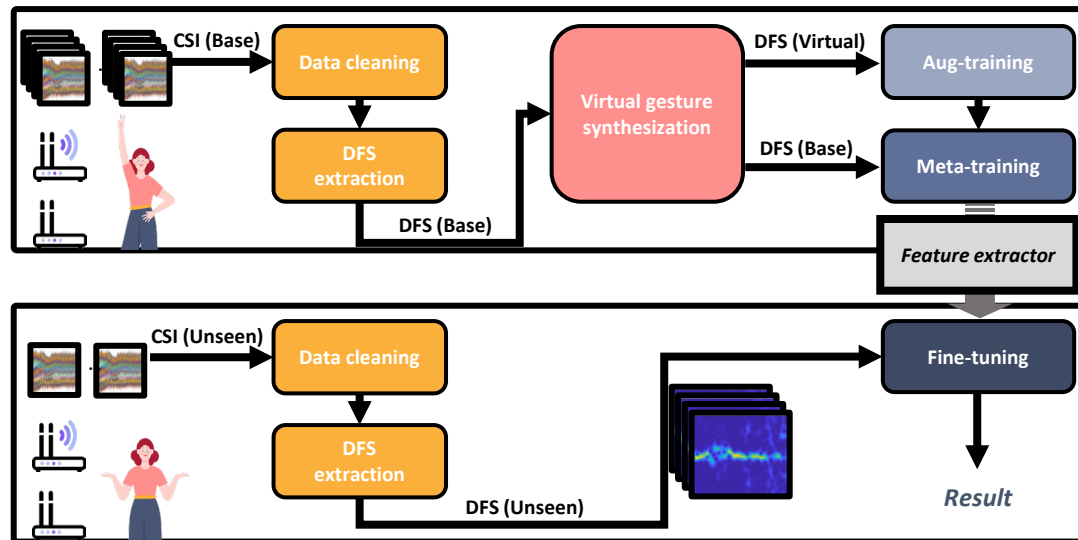 CSI (Base)
Data cleaning
DFS
extraction
DFS (Base)
Virtual gesture
synthesization
DFS (Virtual)
DFS (Base)
Aug-training
Meta-training
Feature extractor
CSI (Unseen)
Data cleaning
DFS
extraction
DFS (Unseen)
Fine-tuning
Result